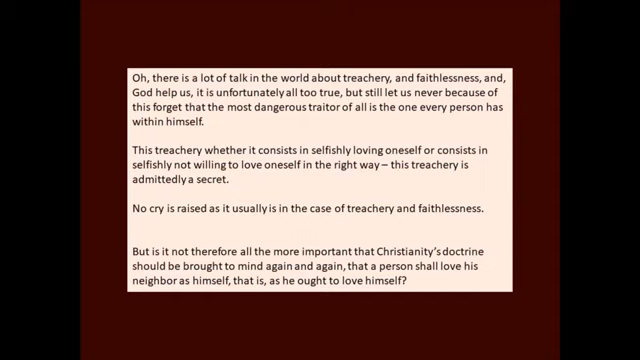 Oh, there is a lot of talk in the world about treachery, and faithlessness, and,
God help us, it is unfortunately all too true, but still let us never because of
this forget that the most dangerous traitor of all is the one every person has
within himself.
This treachery whether it consists in selfishly loving oneself or consists in
selfishly not willing to love oneself in the right way – this treachery is
admittedly a secret.
No cry is raised as it usually is in the case of treachery and faithlessness.
But is it not therefore all the more important that Christianity's doctrine
should be brought to mind again and again, that a person shall love his
neighbor as himself, that is, as he ought to love himself?